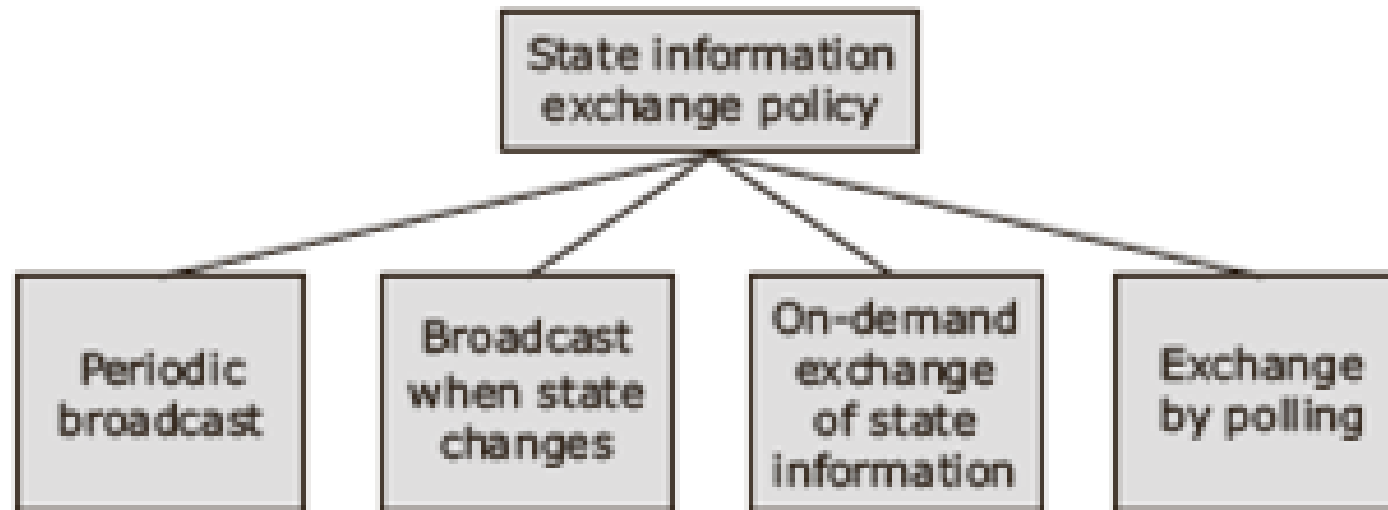 State information
exchange policy
Periodic
broadcast
Broadcast
when state
changes
On-demand
exchange
of state
information
Exchange
by polling